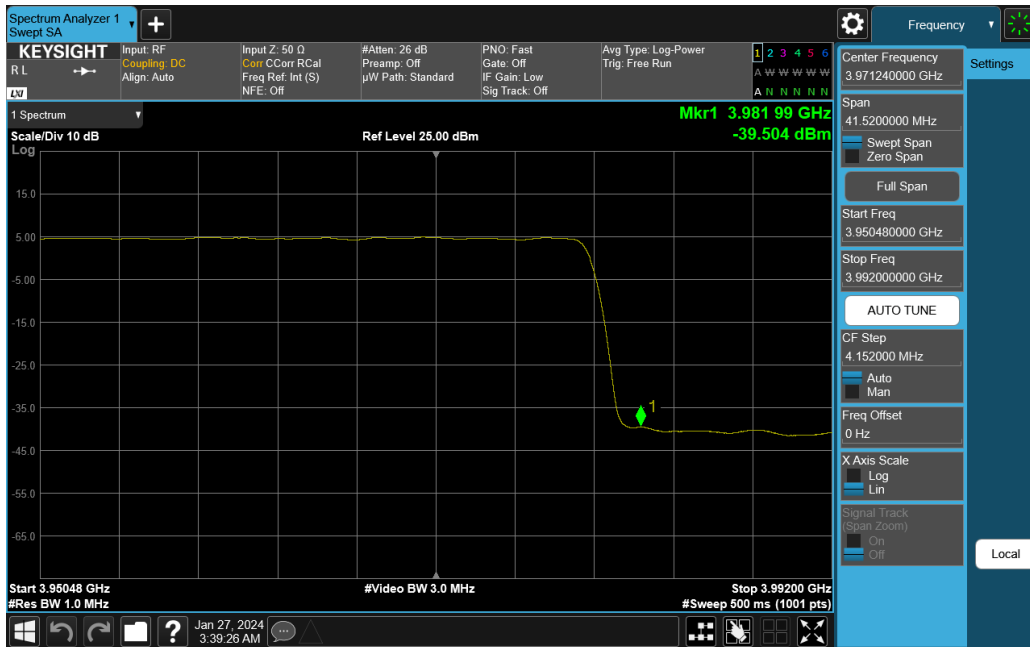 Spectrum Analyzer 1
Swept SA
Frequency
KEYSIGHT
R L
LXI
Input: RF
Coupling: DC
Align: Auto
Input Z: 50 Ω
Corr CCorr RCal
Freq Ref: Int (S)
NFE: Off
#Atten: 26 dB
Preamp: Off
µW Path: Standard
PNO: Fast
Gate: Off
IF Gain: Low
Sig Track: Off
Avg Type: Log-Power
Trig: Free Run
1 2 3 4 5 6
A W W W W W
A N N N N N
1 Spectrum
Scale/Div 10 dB
Log
Ref Level 25.00 dBm
Mkr1 3.981 99 GHz
-39.504 dBm
15.0
5.00
-5.00
-15.0
-25.0
-35.0
-45.0
-55.0
-65.0
1
Start 3.95048 GHz
#Res BW 1.0 MHz
#Video BW 3.0 MHz
Stop 3.99200 GHz
#Sweep 500 ms (1001 pts)
Center Frequency
3.971240000 GHz
Settings
Span
41.5200000 MHz
Swept Span
Zero Span
Full Span
Start Freq
3.950480000 GHz
Stop Freq
3.992000000 GHz
AUTO TUNE
CF Step
4.152000 MHz
Auto
Man
Freq Offset
0 Hz
X Axis Scale
Log
Lin
Signal Track
(Span Zoom)
On
Off
Local
?
Jan 27, 2024
3:39:26 AM